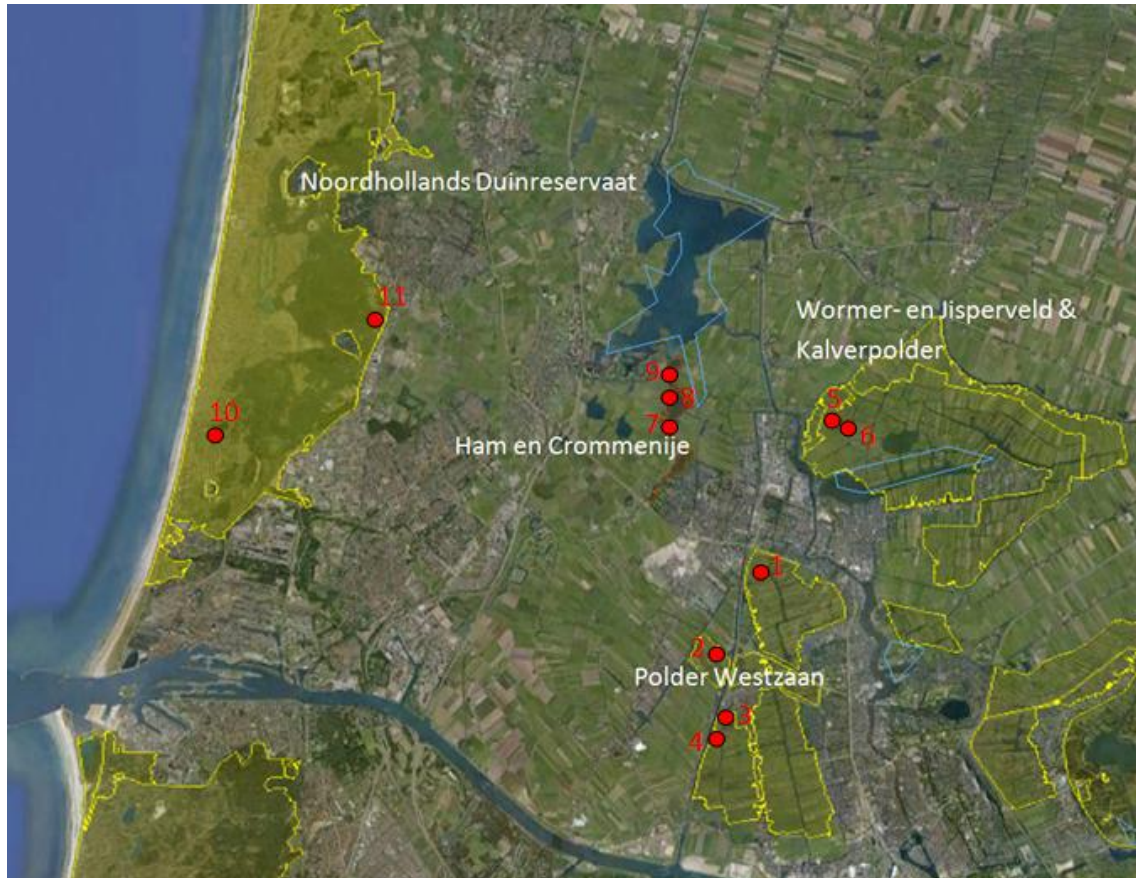 Noordhollands Duinreservaat
11
Wormer- en Jisperveld &
Kalverpolder
9
8
7
5
6
10
Ham en Crommenije
1
2
Polder Westzaan
3
4